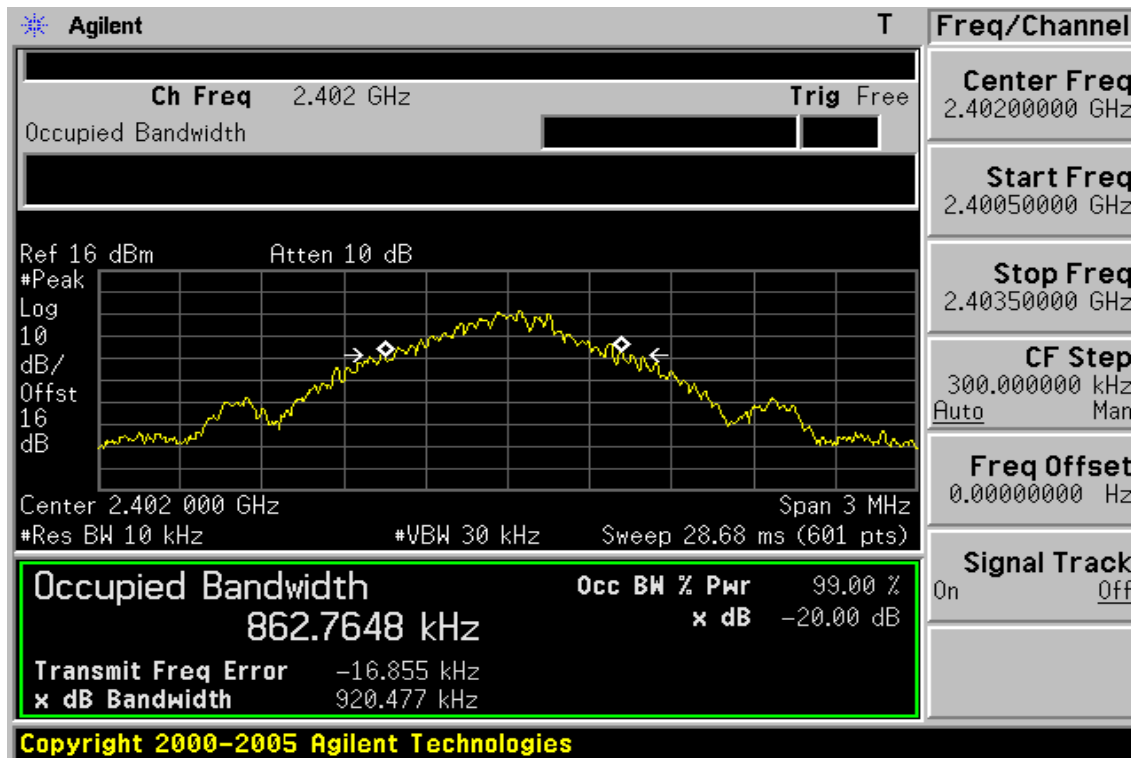 Agilent T Freq/Channel
Ch Freq 2.402 GHz Trig Free
Occupied Bandwidth
Center Freq
2.40200000 GHz
Start Freq
2.40050000 GHz
Stop Freq
2.40350000 GHz
CF Step
300.000000 kHz
Auto Man
Freq Offset
0.00000000 Hz
Signal Track
On Off
Ref 16 dBm Atten 10 dB
#Peak
Log
10
dB/
Offst
16
dB
Center 2.402 000 GHz Span 3 MHz
#Res BW 10 kHz #VBW 30 kHz Sweep 28.68 ms (601 pts)
Occupied Bandwidth Occ BW % Pwr 99.00 %
862.7648 kHz x dB -20.00 dB
Transmit Freq Error -16.855 kHz
x dB Bandwidth 920.477 kHz
Copyright 2000-2005 Agilent Technologies